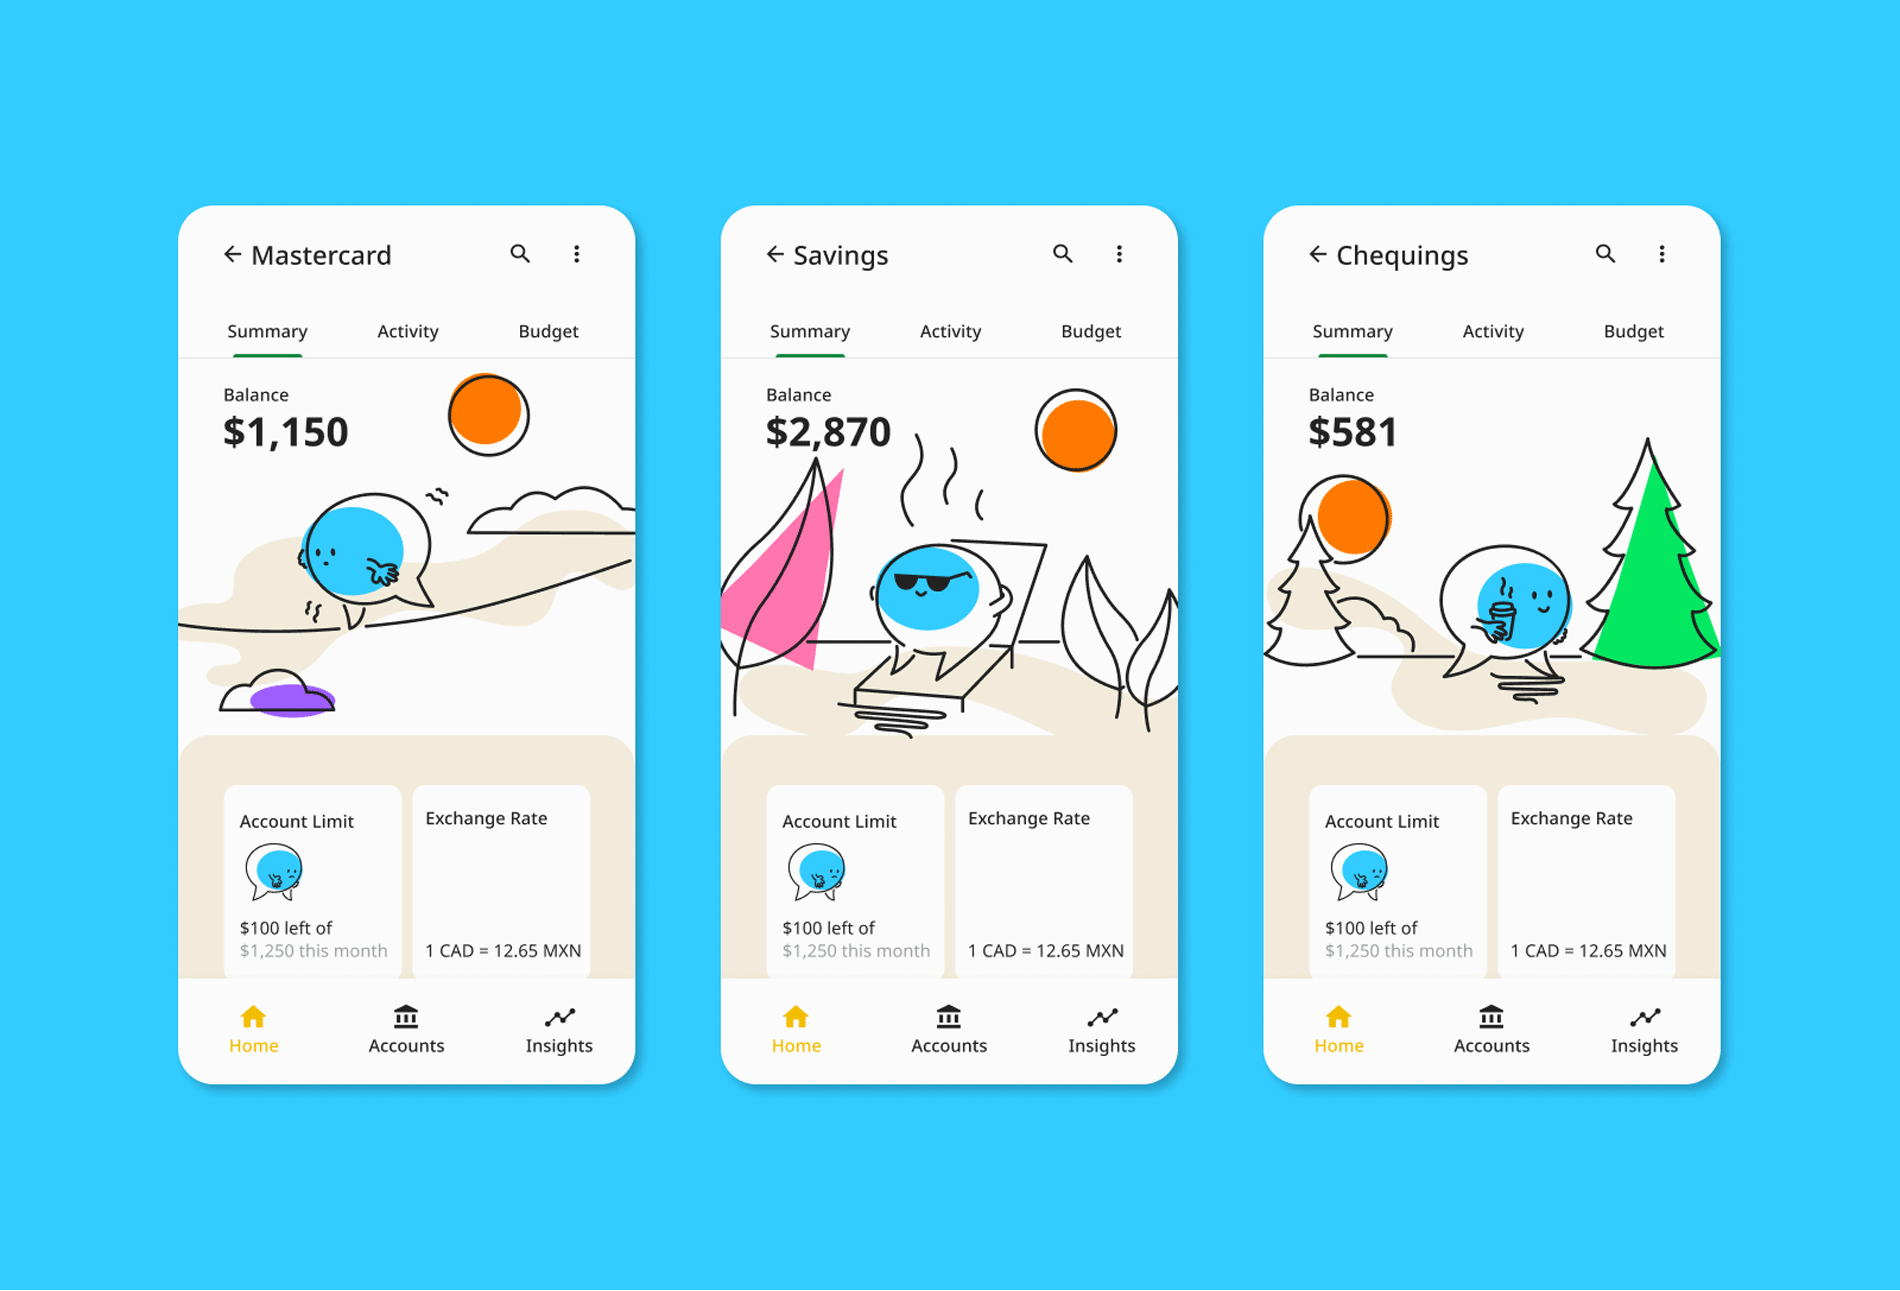 Mastercard
Summary Activity Budget
Balance
$1,150
Account Limit
$100 left of
$1,250 this month
Exchange Rate
1 CAD = 12.65 MXN
Home Accounts Insights
Savings
Summary Activity Budget
Balance
$2,870
Account Limit
$100 left of
$1,250 this month
Exchange Rate
1 CAD = 12.65 MXN
Home Accounts Insights
Chequings
Summary Activity Budget
Balance
$581
Account Limit
$100 left of
$1,250 this month
Exchange Rate
1 CAD = 12.65 MXN
Home Accounts Insights